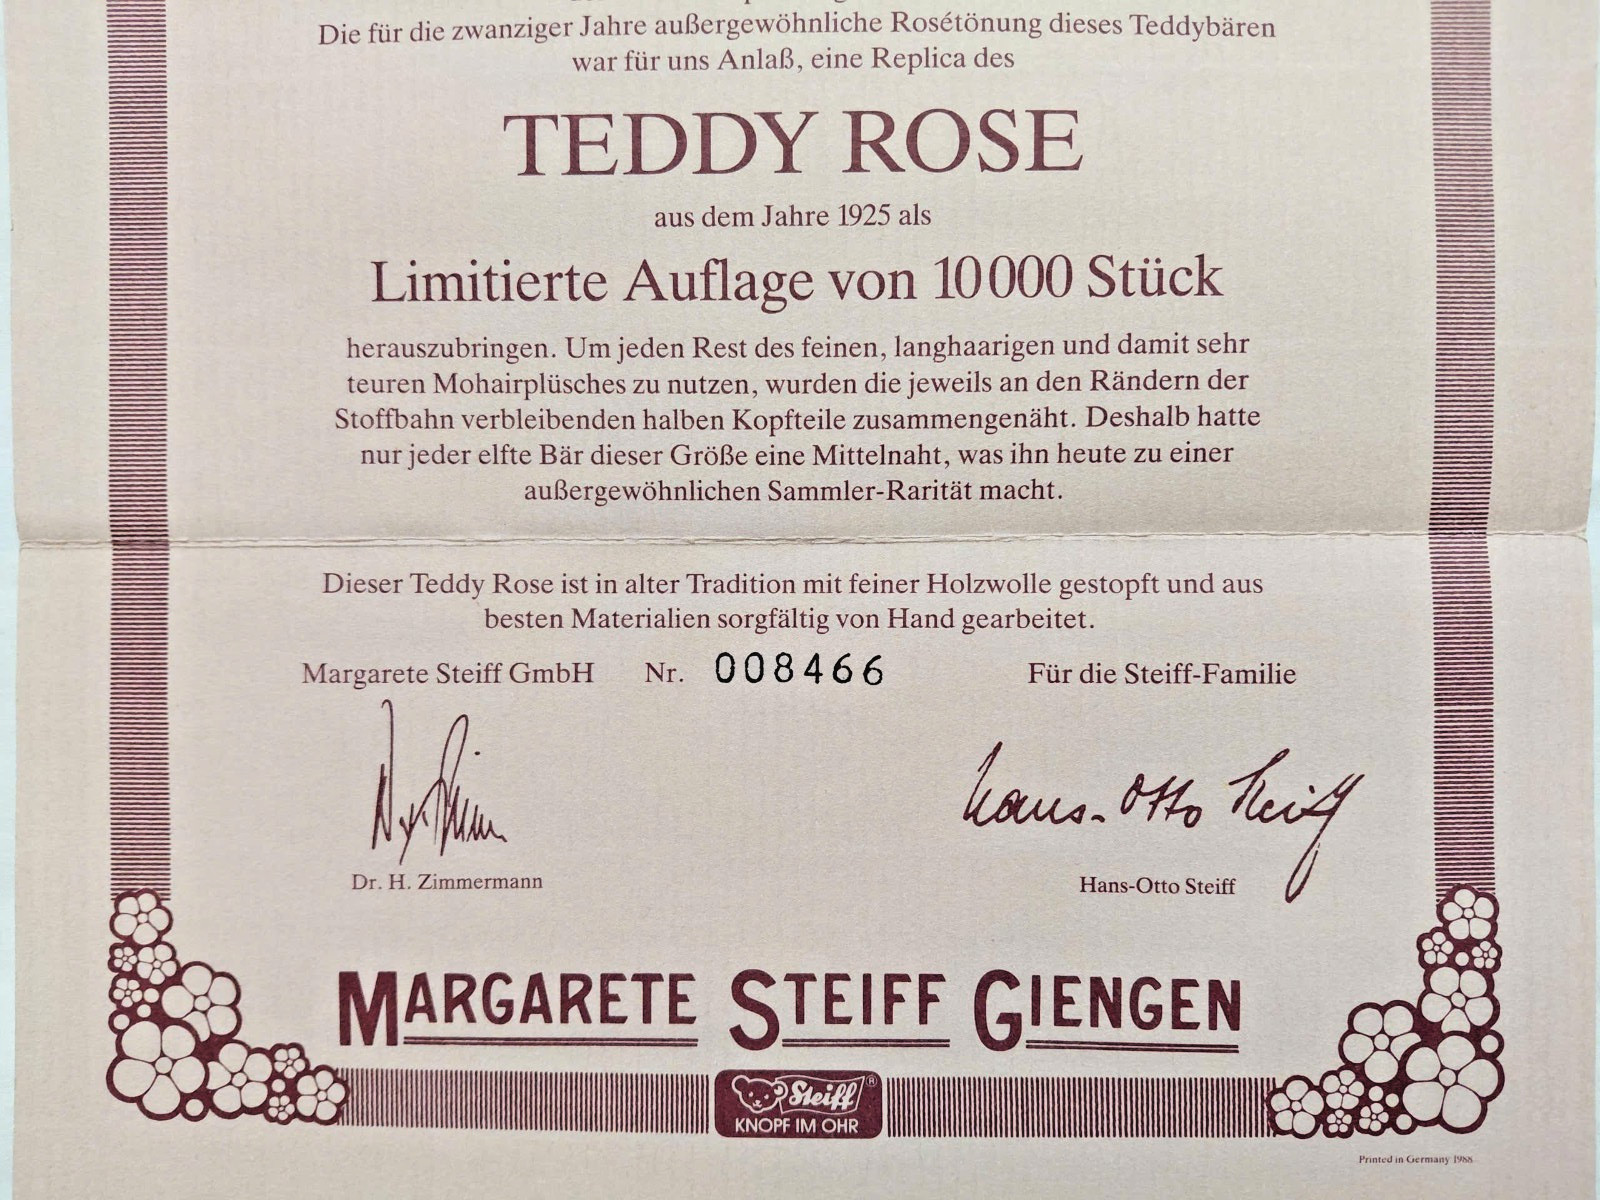 Die für die zwanziger Jahre außergewöhnliche Rosétönung dieses Teddybären
war für uns Anlaß, eine Replica des
TEDDY ROSE
aus dem Jahre 1925 als
Limitierte Auflage von 10000 Stück
herauszubringen. Um jeden Rest des feinen, langhaarigen und damit sehr
teuren Mohairplüsches zu nutzen, wurden die jeweils an den Rändern der
Stoffbahn verbleibenden halben Kopfteile zusammengenäht. Deshalb hatte
nur jeder elfte Bär dieser Größe eine Mittelnaht, was ihn heute zu einer
außergewöhnlichen Sammler-Rarität macht.
Dieser Teddy Rose ist in alter Tradition mit feiner Holzwolle gestopft und aus
besten Materialien sorgfältig von Hand gearbeitet.
Margarete Steiff GmbH Nr. 008466 Für die Steiff-Familie
Hans-Otto Steiff
Dr. H. Zimmermann Hans-Otto Steiff
MARGARETE STEIFF GIENGEN
Steiff®
KNOPF IM OHR
Printed in Germany 1988